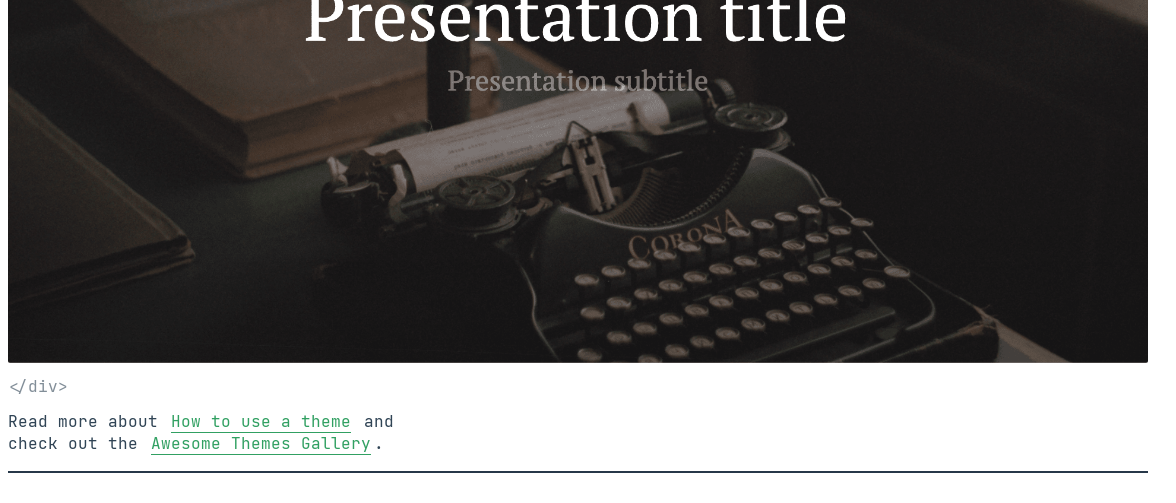 Presentation title
Presentation subtitle
CORONA
</div>
Read more about How to use a theme and
check out the Awesome Themes Gallery.